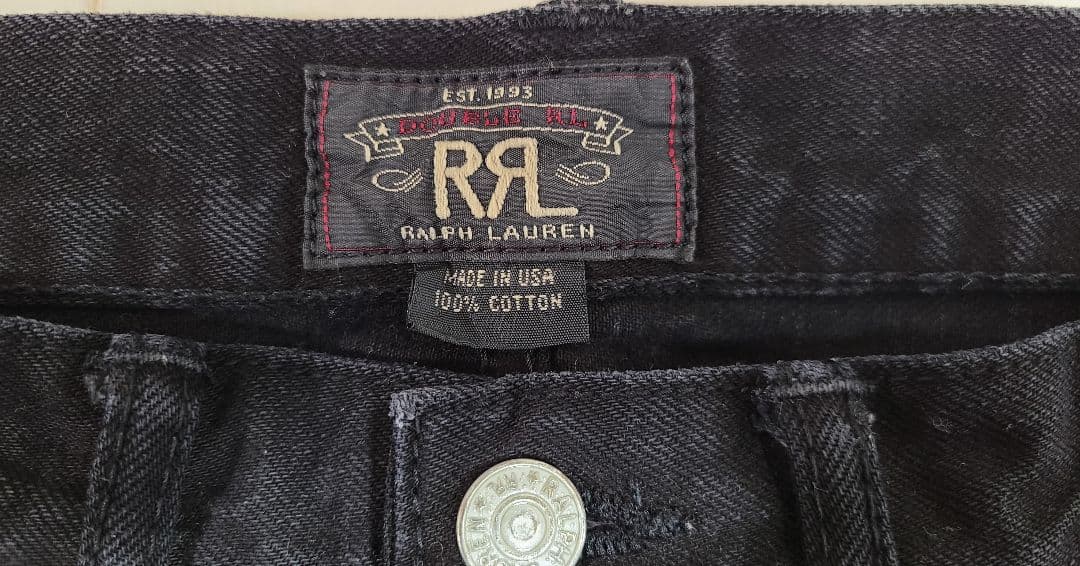 EST. 1993
DOUBLE RL
RRL
RALPH LAUREN
MADE IN USA
100% COTTON
RALPH